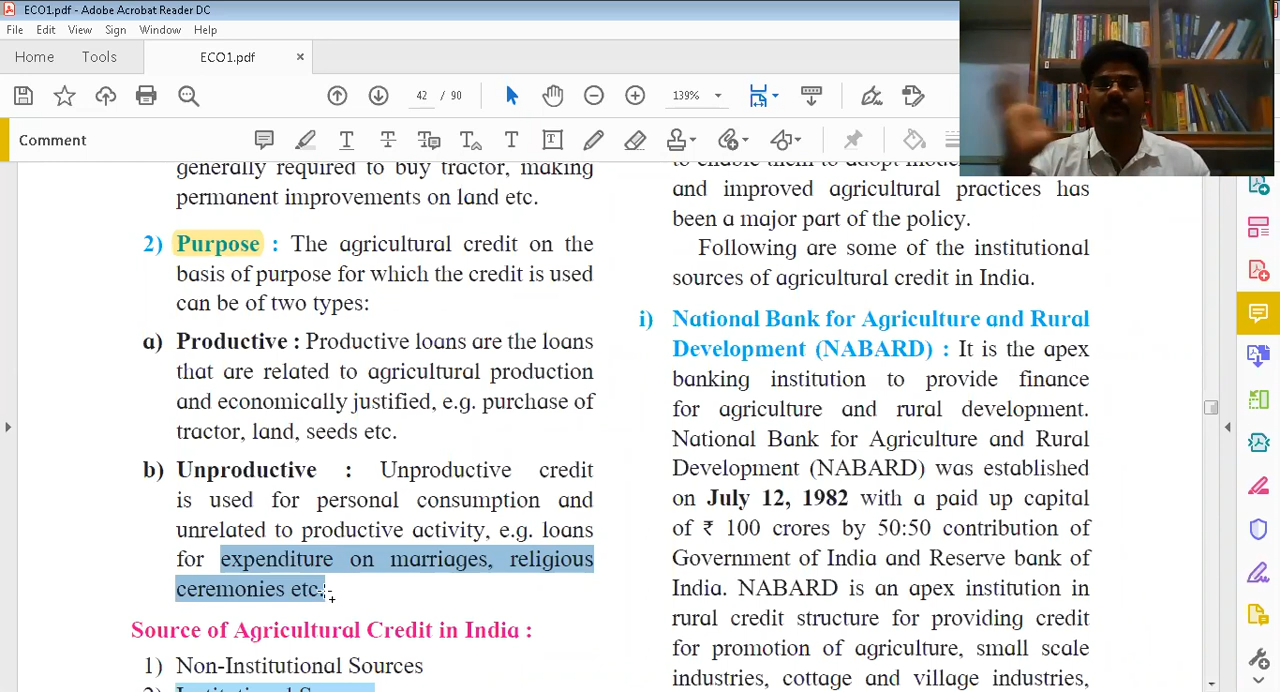 ECO1.pdf - Adobe Acrobat Reader DC
File Edit View Sign Window Help
Home Tools ECO1.pdf ×
42 / 90 139%
Comment
generally required to buy tractor, making
permanent improvements on land etc.
2) Purpose : The agricultural credit on the
basis of purpose for which the credit is used
can be of two types:
a) Productive : Productive loans are the loans
that are related to agricultural production
and economically justified, e.g. purchase of
tractor, land, seeds etc.
b) Unproductive : Unproductive credit
is used for personal consumption and
unrelated to productive activity, e.g. loans
for expenditure on marriages, religious
ceremonies etc.
Source of Agricultural Credit in India :
1) Non-Institutional Sources
2) Institutional Sources
to enable them to adopt
and improved agricultural practices has
been a major part of the policy.
Following are some of the institutional
sources of agricultural credit in India.
i) National Bank for Agriculture and Rural
Development (NABARD) : It is the apex
banking institution to provide finance
for agriculture and rural development.
National Bank for Agriculture and Rural
Development (NABARD) was established
on July 12, 1982 with a paid up capital
of ₹ 100 crores by 50:50 contribution of
Government of India and Reserve bank of
India. NABARD is an apex institution in
rural credit structure for providing credit
for promotion of agriculture, small scale
industries, cottage and village industries,